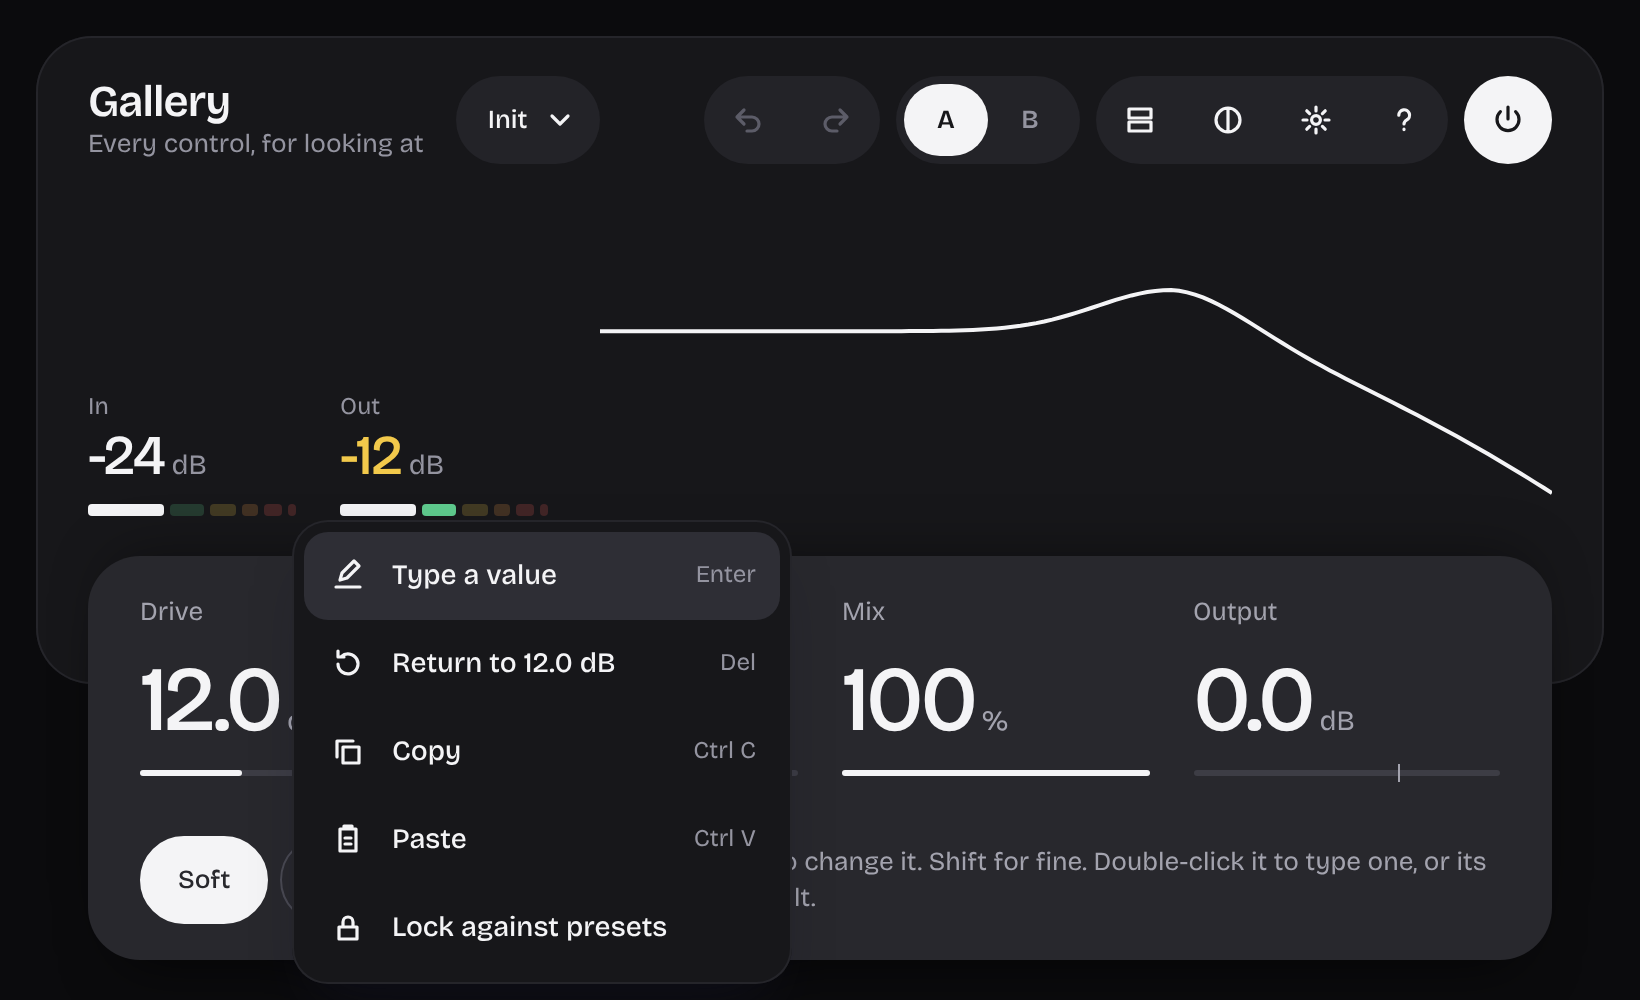 Gallery
Every control, for looking at
Init
A
B
?
In
Out
-24 dB
-12 dB
Type a value Enter
Return to 12.0 dB Del
Copy Ctrl C
Paste Ctrl V
Lock against presets
Drive
Mix
Output
12.0
100 %
0.0 dB
Soft
change it. Shift for fine. Double-click it to type one, or its